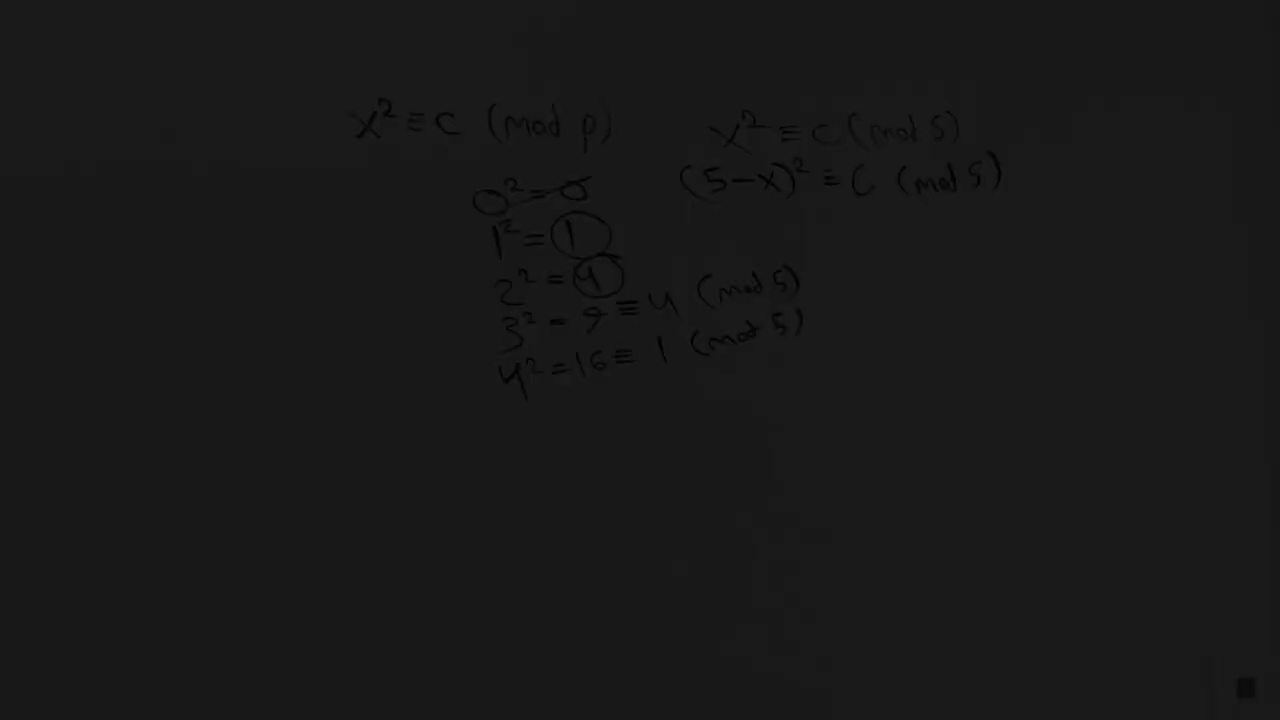 x² ≡ c (mod p)
0² = 0
1² = 1
2² = 4
3² = 9 ≡ 4 (mod 5)
4² = 16 ≡ 1 (mod 5)
x² ≡ c (mod 5)
(5-x)² ≡ c (mod 5)